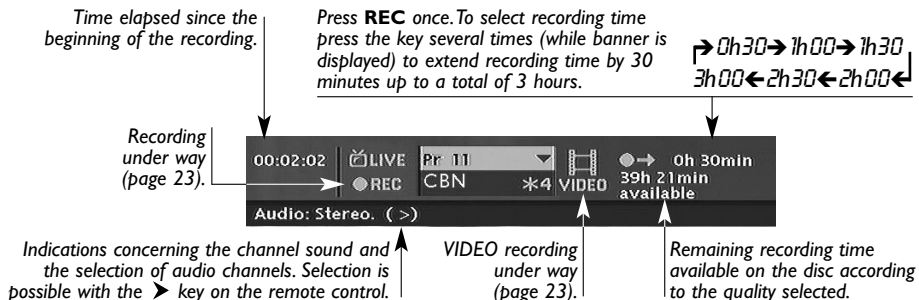 Time elapsed since the
beginning of the recording.
Press REC once. To select recording time
press the key several times (while banner is
displayed) to extend recording time by 30
minutes up to a total of 3 hours.
0h30➔1h00➔1h30
3h00←2h30←2h00
Recording
under way
(page 23).
00:02:02 LIVE Pr 11 0h 30min
REC CBN *4 VIDEO 39h 21min
available
Audio: Stereo. ( >)
Indications concerning the channel sound and
the selection of audio channels. Selection is
possible with the ➤ key on the remote control.
VIDEO recording
under way
(page 23).
Remaining recording time
available on the disc according
to the quality selected.